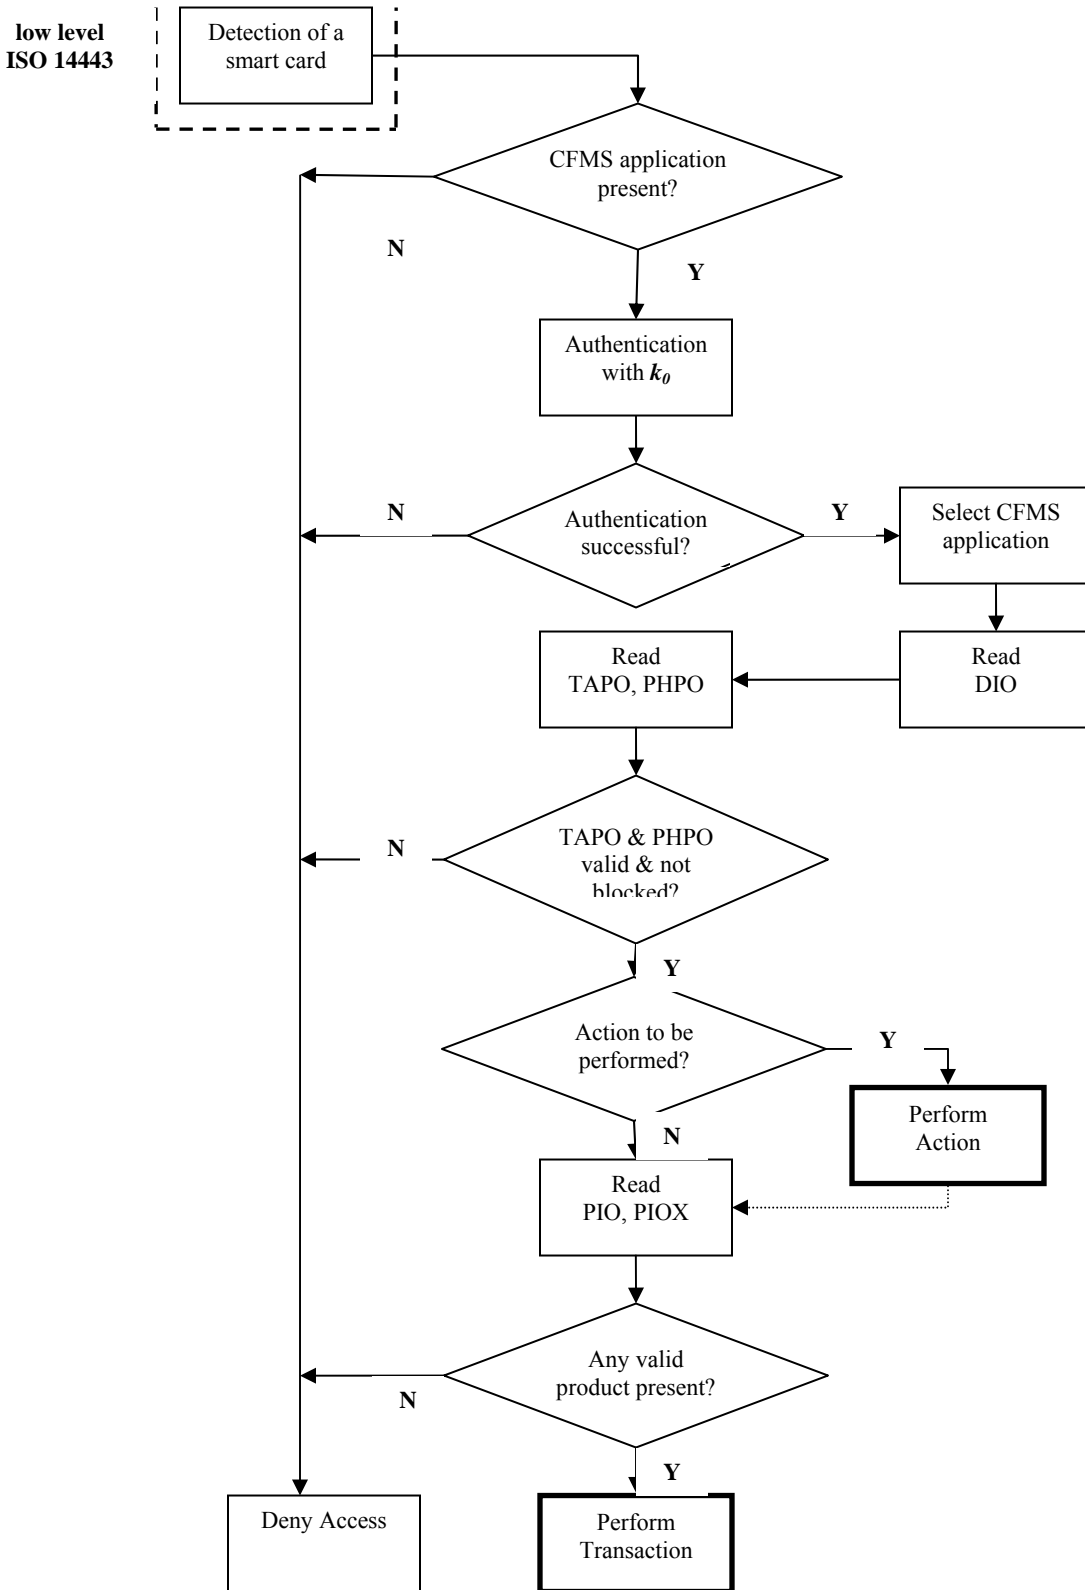 low level
ISO 14443
Detection of a
smart card
CFMS application
present?
N
Y
Authentication
with k0
N
Authentication
successful?
Y
Select CFMS
application
Read
TAPO, PHPO
Read
DIO
N
TAPO & PHPO
valid & not
blocked?
Y
Action to be
performed?
Y
Perform
Action
N
Read
PIO, PIOX
Any valid
product present?
N
Y
Deny Access
Perform
Transaction